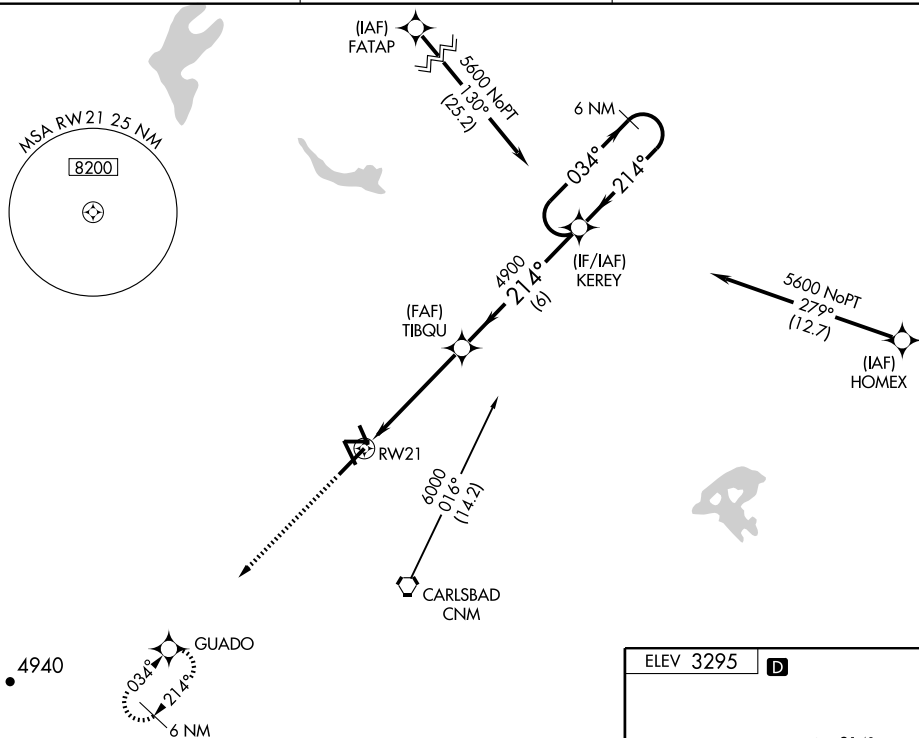 (IAF)
FATAP
5600 NoPT
130°
(25.2)
6 NM
034°
214°
MSA RW21 25 NM
8200
(IF/IAF)
KEREY
4900
214°
(6)
(FAF)
TIBQU
5600 NoPT
279°
(12.7)
(IAF)
HOMEX
RW21
6000
016°
(14.2)
CARLSBAD
CNM
GUADO
034°
214°
6 NM
4940
ELEV 3295 D